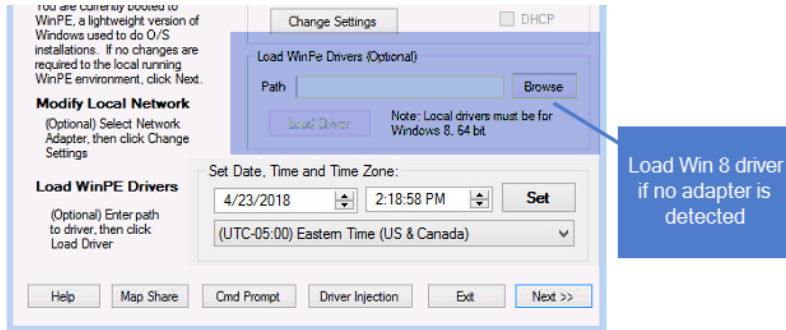 You are currently booted to
WinPE, a lightweight version of
Windows used to do O/S
installations. If no changes are
required to the local running
WinPE environment, click Next.
Modify Local Network
(Optional) Select Network
Adapter, then click Change
Settings
Load WinPE Drivers
(Optional) Enter path
to driver, then click
Load Driver
Change Settings
DHCP
Load WinPe Drivers (Optional)
Path
Browse
Load Driver
Note: Local drivers must be for
Windows 8, 64 bit
Set Date, Time and Time Zone:
4/23/2018
2:18:58 PM
Set
(UTC-05:00) Eastern Time (US & Canada)
Help
Map Share
Cmd Prompt
Driver Injection
Exit
Next >>
Load Win 8 driver
if no adapter is
detected